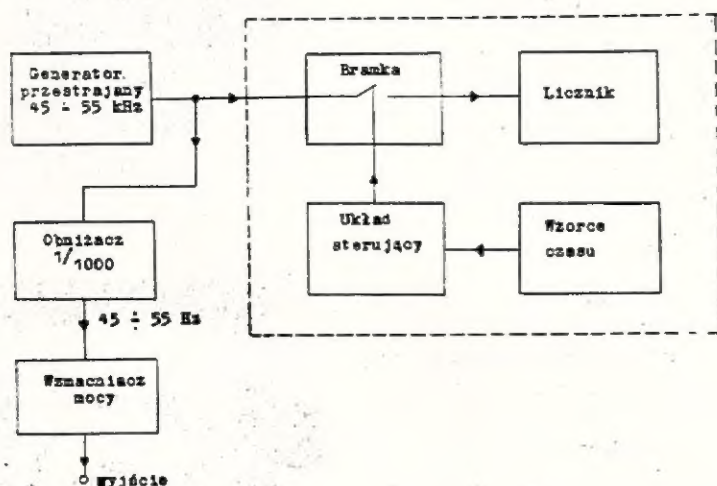 Generator
przestrajany
45 ÷ 55 kHz
Bramka
Licznik
Układ
sterujący
Wzorce
czasu
Obniżacz
1/1000
45 ÷ 55 Hz
Wzmacniacz
mocy
wyjście